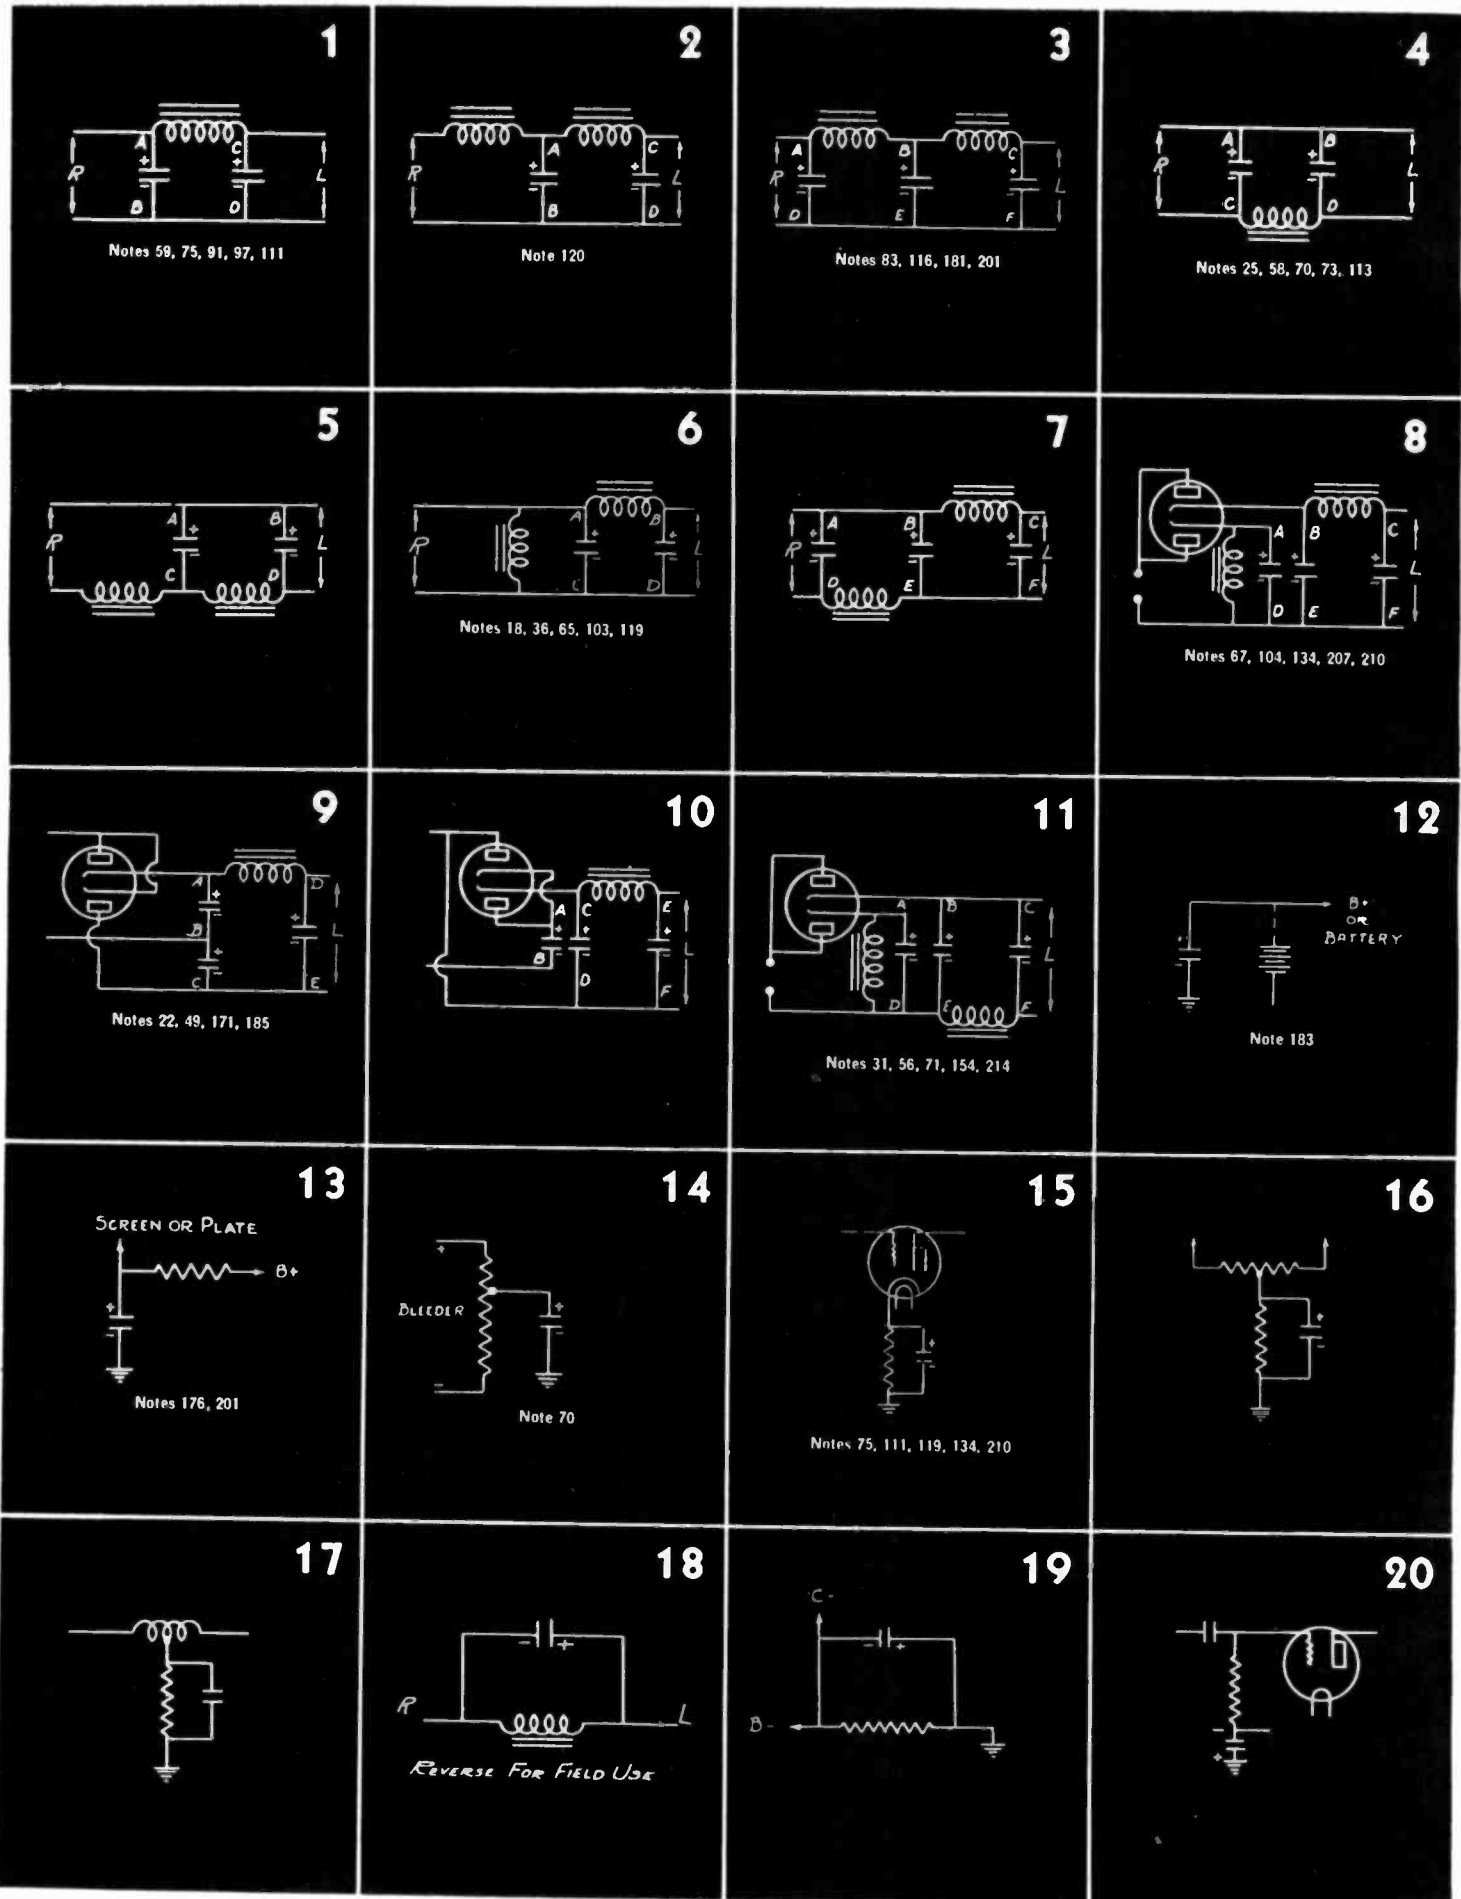 1
A C
+ +
R L
- -
B D
Notes 59, 75, 91, 97, 111
2
A C
+ +
R L
- -
B D
Note 120
3
A B C
+ + +
R L
- - -
D E F
Notes 83, 116, 181, 201
4
A B
+ +
R L
- -
C D
Notes 25, 58, 70, 73, 113
5
A B
+ +
R L
- -
C D
6
A B
+ +
R L
- -
C D
Notes 18, 36, 65, 103, 119
7
A B C
+ + +
R L
- - -
D E F
8
A B C
+ + +
L
- - -
D E F
Notes 67, 104, 134, 207, 210
9
A D
+ +
B L
+ -
C E
Notes 22, 49, 171, 185
10
A C E
+ + +
B L
- - -
D F
11
A B C
+ + +
L
- - -
D E F
Notes 31, 56, 71, 154, 214
12
B+
OR
BATTERY
+
-
Note 183
13
SCREEN OR PLATE
B+
+
-
Notes 176, 201
14
+
BLEEDER
+
-
-
Note 70
15
+
-
Notes 75, 111, 119, 134, 210
16
+
-
17
18
- +
R L
REVERSE FOR FIELD USE
19
C-
- +
B-
20
-
+